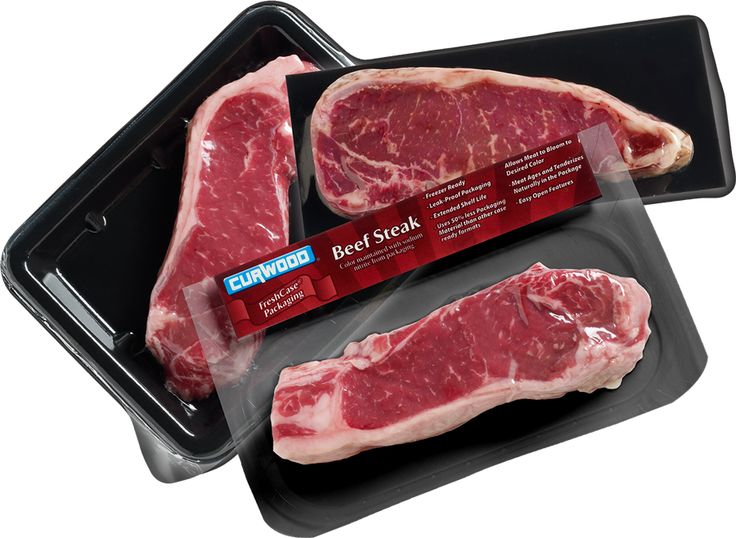 CURWOOD
FreshCase®
Packaging
Beef Steak
Color maintained with sodium
nitrite from packaging
- Freezer Ready
- Leak-Proof Packaging
- Extended Shelf Life
Uses 50% less Packaging
Material than other case
ready formats
Allows Meat to Bloom to
Desired Color
- Meat Ages and Tenderizes
Naturally in the Package
- Easy Open Features